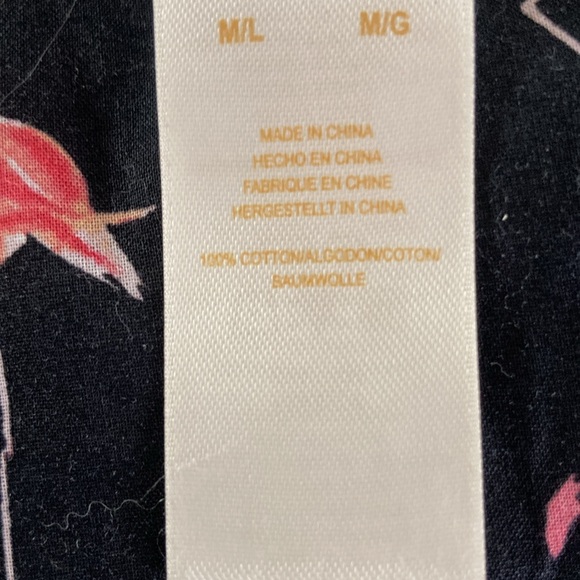 M/L M/G
MADE IN CHINA
HECHO EN CHINA
FABRIQUE EN CHINE
HERGESTELLT IN CHINA
100% COTTON/ALGODON/COTON/
BAUMWOLLE